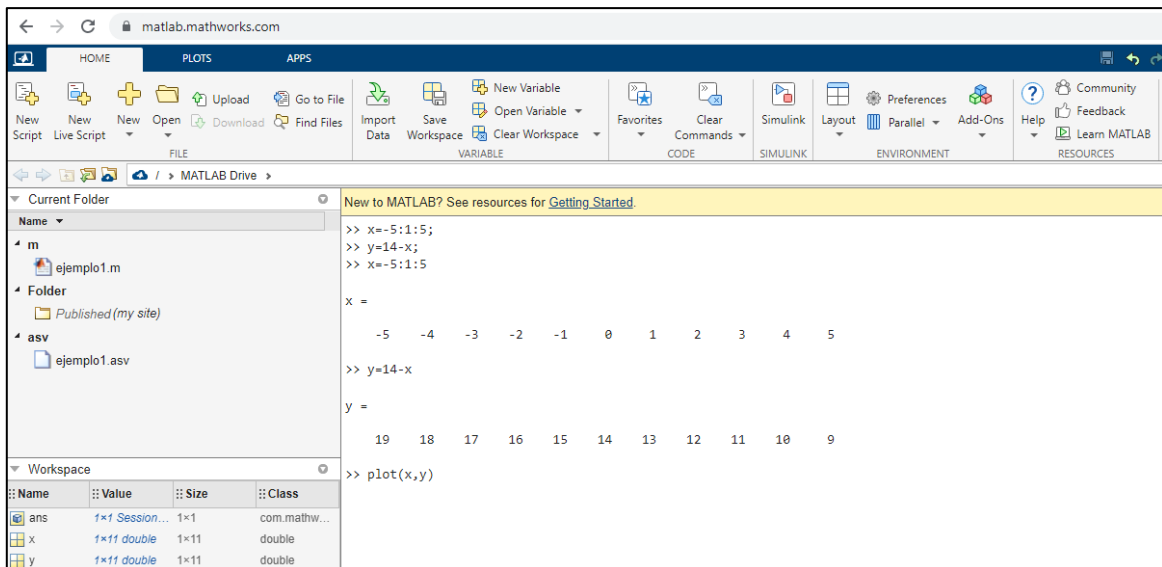 matlab.mathworks.com
HOME PLOTS APPS
New Script
New Live Script
New
Open
Upload
Download
Go to File
Find Files
FILE
Import Data
Save Workspace
New Variable
Open Variable
Clear Workspace
VARIABLE
Favorites
Clear Commands
CODE
Simulink
SIMULINK
Layout
Preferences
Parallel
Add-Ons
ENVIRONMENT
Help
Community
Feedback
Learn MATLAB
RESOURCES
/ > MATLAB Drive >
Current Folder
Name
m
ejemplo1.m
Folder
Published (my site)
asv
ejemplo1.asv
Workspace
Name Value Size Class
ans 1×1 Session... 1×1 com.mathw...
x 1×11 double 1×11 double
y 1×11 double 1×11 double
New to MATLAB? See resources for Getting Started.
>> x=-5:1:5;
>> y=14-x;
>> x=-5:1:5
x =
-5 -4 -3 -2 -1 0 1 2 3 4 5
>> y=14-x
y =
19 18 17 16 15 14 13 12 11 10 9
>> plot(x,y)